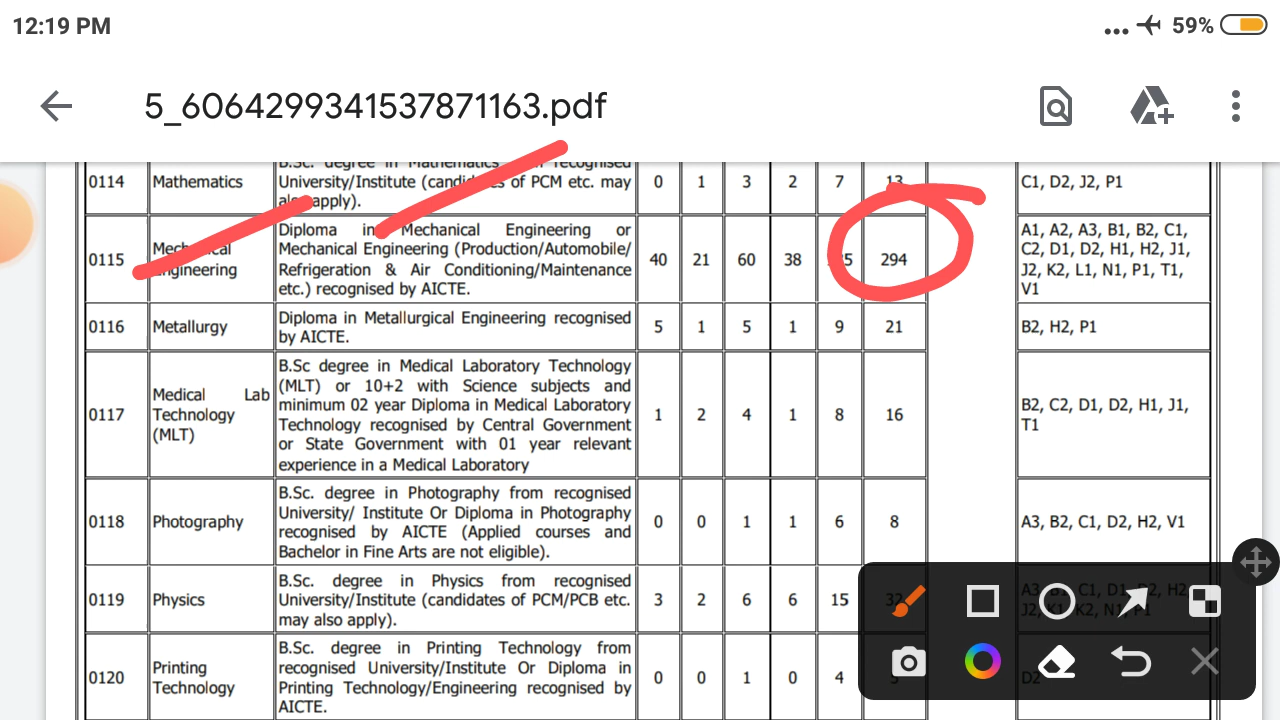 12:19 PM
59%
5_6064299341537871163.pdf
0114 Mathematics B.Sc. degree in Mathematics recognised
University/Institute (candidates of PCM etc. may
also apply).
0 1 3 2 7 13 C1, D2, J2, P1
0115 Mechanical
Engineering
Diploma in Mechanical Engineering or
Mechanical Engineering (Production/Automobile/
Refrigeration & Air Conditioning/Maintenance
etc.) recognised by AICTE.
40 21 60 38 294
A1, A2, A3, B1, B2, C1,
C2, D1, D2, H1, H2, J1,
J2, K2, L1, N1, P1, T1,
V1
0116 Metallurgy
Diploma in Metallurgical Engineering recognised
by AICTE.
5 1 5 1 9 21 B2, H2, P1
0117 Medical Lab
Technology
(MLT)
B.Sc degree in Medical Laboratory Technology
(MLT) or 10+2 with Science subjects and
minimum 02 year Diploma in Medical Laboratory
Technology recognised by Central Government
or State Government with 01 year relevant
experience in a Medical Laboratory
1 2 4 1 8 16
B2, C2, D1, D2, H1, J1,
T1
0118 Photography
B.Sc. degree in Photography from recognised
University/ Institute Or Diploma in Photography
recognised by AICTE (Applied courses and
Bachelor in Fine Arts are not eligible).
0 0 1 1 6 8 A3, B2, C1, D2, H2, V1
0119 Physics
B.Sc. degree in Physics from recognised
University/Institute (candidates of PCM/PCB etc.
may also apply).
3 2 6 6 15 32
0120 Printing
Technology
B.Sc. degree in Printing Technology from
recognised University/Institute Or Diploma in
Printing Technology/Engineering recognised by
AICTE.
0 0 1 0 4 D2